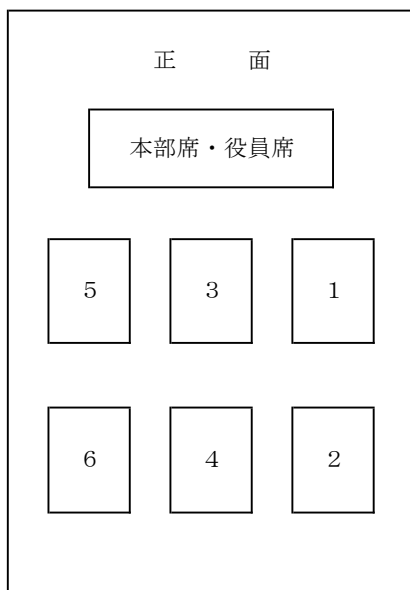 正　　面
本部席・役員席
５　３　１
６　４　２